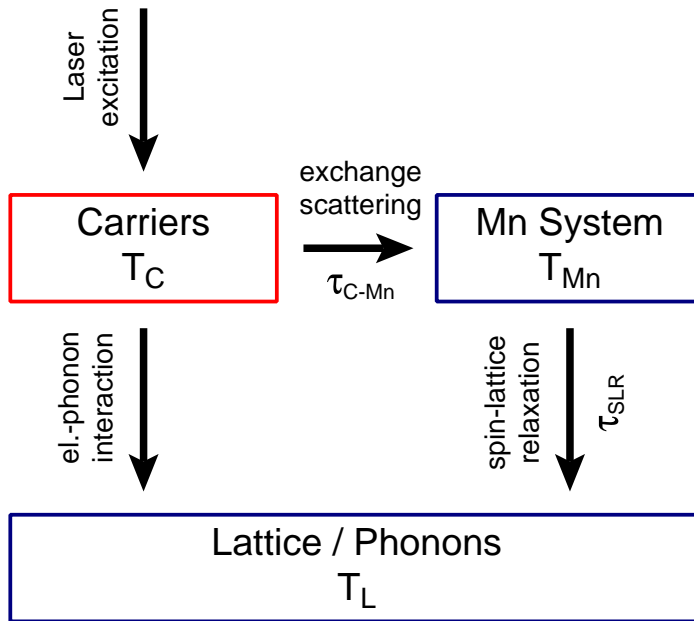 Laser
excitation
exchange
scattering
Carriers
T_C
τ_C-Mn
Mn System
T_Mn
el.-phonon
interaction
spin-lattice
relaxation
τ_SLR
Lattice / Phonons
T_L